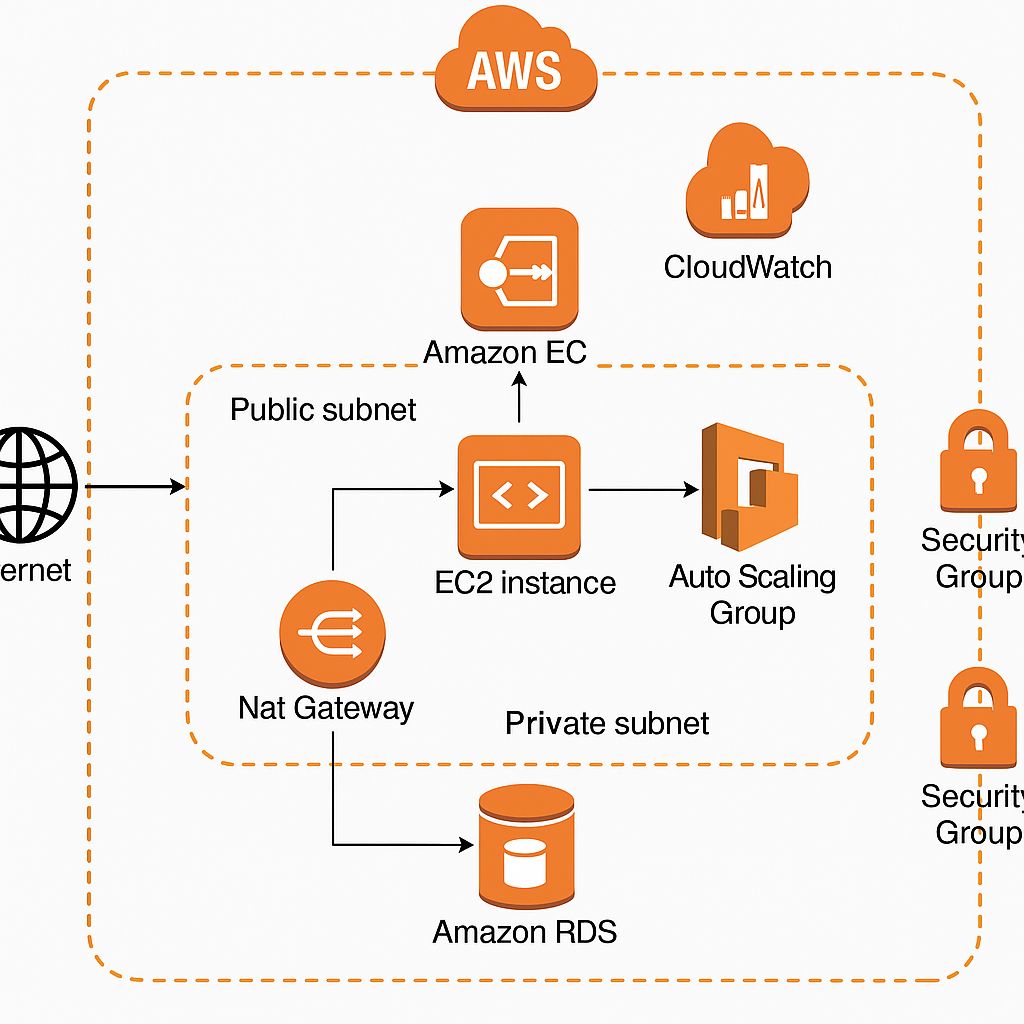 AWS
CloudWatch
Amazon EC
Public subnet
EC2 instance
Auto Scaling
Group
ernet
Nat Gateway
Private subnet
Amazon RDS
Security
Group
Security
Group